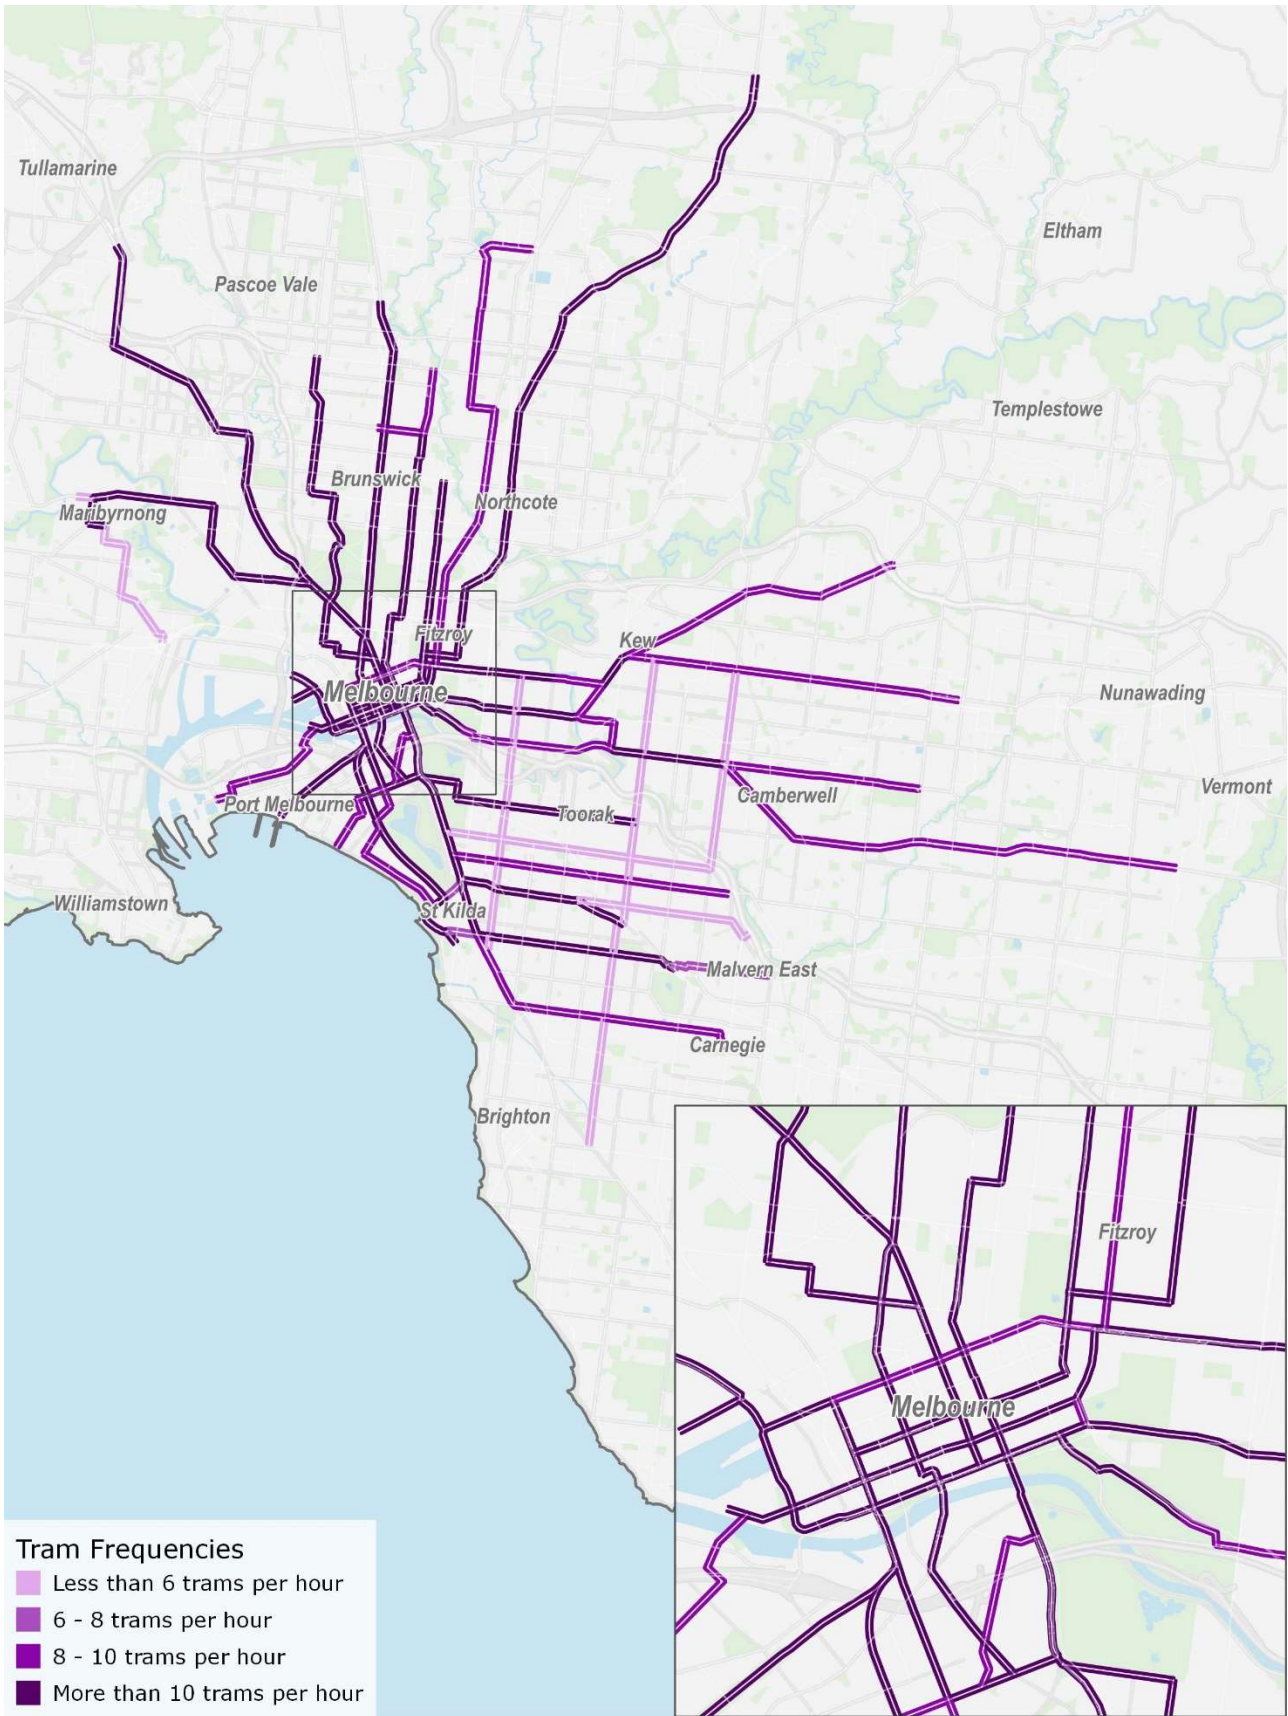 Tullamarine
Eltham
Pascoe Vale
Templestowe
Brunswick
Northcote
Maribyrnong
Fitzroy
Kew
Melbourne
Nunawading
Vermont
Port Melbourne
Toorak
Camberwell
Williamstown
St Kilda
Malvern East
Carnegie
Brighton
Fitzroy
Melbourne
Tram Frequencies
Less than 6 trams per hour
6 - 8 trams per hour
8 - 10 trams per hour
More than 10 trams per hour